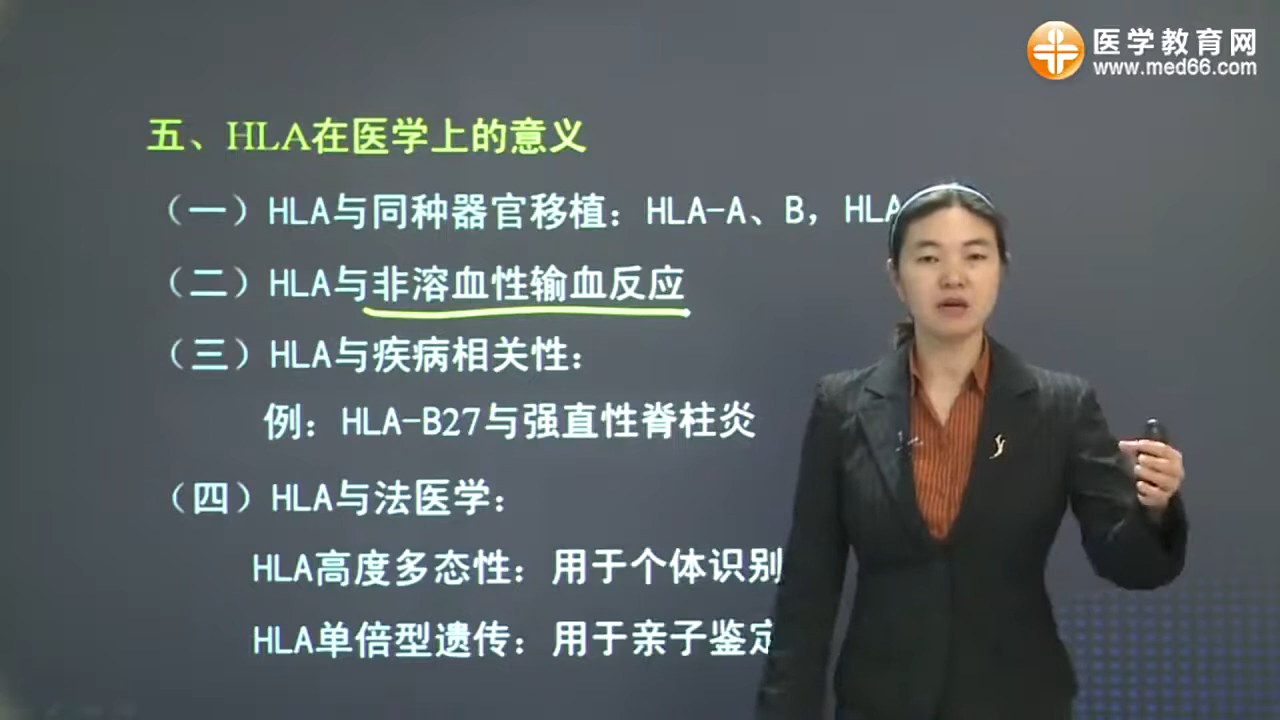 医学教育网
www.med66.com
五、HLA在医学上的意义
（一）HLA与同种器官移植：HLA-A、B，HLA
（二）HLA与非溶血性输血反应
（三）HLA与疾病相关性：
例：HLA-B27与强直性脊柱炎
（四）HLA与法医学：
HLA高度多态性：用于个体识别
HLA单倍型遗传：用于亲子鉴定